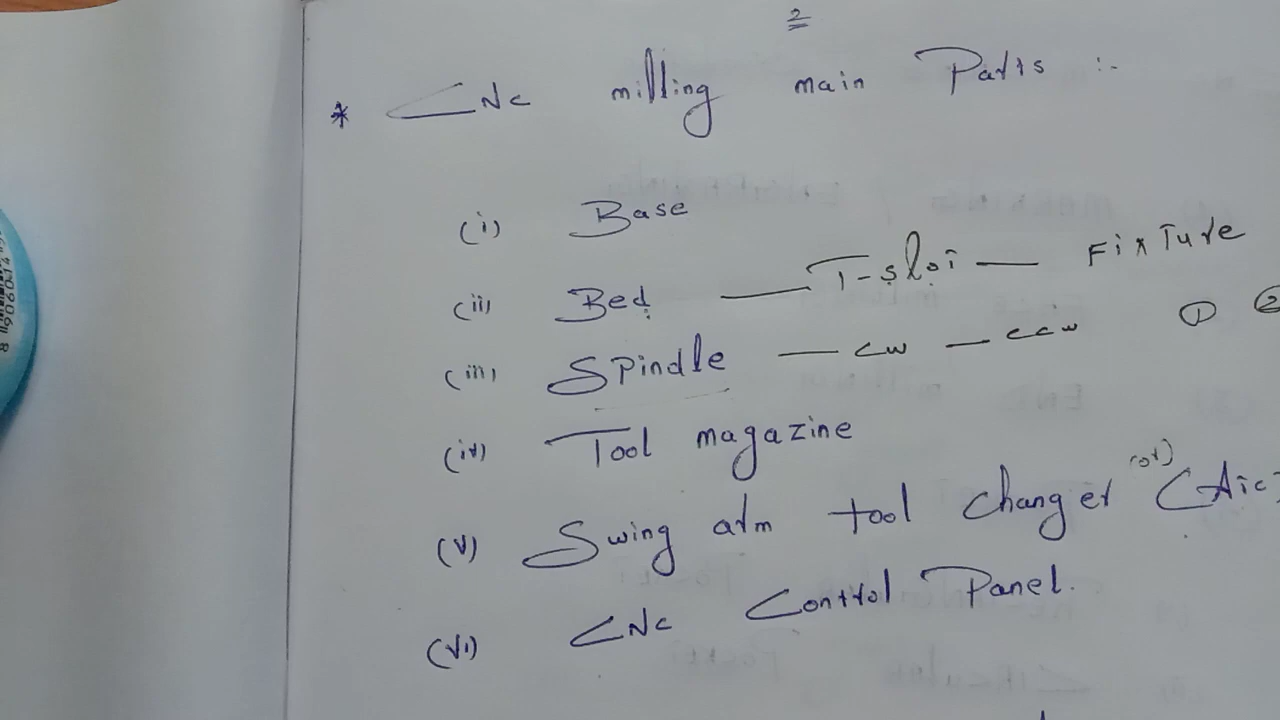 2
* CNC milling main Parts :-
(i) Base
(ii) Bed — T-slot — Fixture
(iii) Spindle — CW — CCW ① ②
(iv) Tool magazine
(v) Swing arm tool changer (or) (ATC)
(vi) CNC Control Panel.